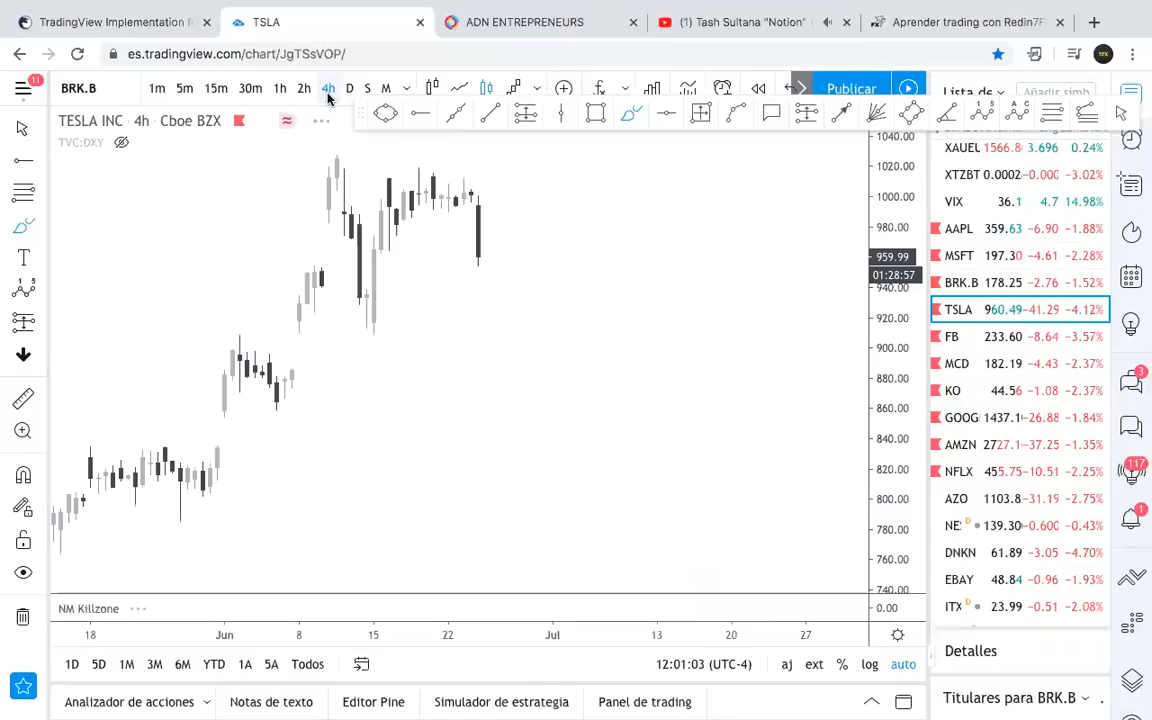 TradingView Implementation f
TSLA
ADN ENTREPRENEURS
(1) Tash Sultana "Notion"
Aprender trading con Redin7F
es.tradingview.com/chart/JgTSsVOP/
11
BRK.B
1m 5m 15m 30m 1h 2h 4h D S M
Publicar
Lista de
Añadir símb
TESLA INC · 4h · Cboe BZX
TVC:DXY
1040.00
1020.00
1000.00
980.00
959.99
01:28:57
940.00
920.00
900.00
880.00
860.00
840.00
820.00
800.00
780.00
760.00
740.00
0.00
XAUEU 1566.8 3.696 0.24%
XTZBT 0.0002 -0.000 -3.02%
VIX 36.1 4.7 14.98%
AAPL 359.63 -6.90 -1.88%
MSFT 197.30 -4.61 -2.28%
BRK.B 178.25 -2.76 -1.52%
TSLA 960.49 -41.29 -4.12%
FB 233.60 -8.64 -3.57%
MCD 182.19 -4.43 -2.37%
KO 44.56 -1.08 -2.37%
GOOG 1437.1 -26.88 -1.84%
AMZN 2727.1 -37.25 -1.35%
NFLX 455.75 -10.51 -2.25%
AZO 1103.8 -31.19 -2.75%
NE D 139.30 -0.600 -0.43%
DNKN 61.89 -3.05 -4.70%
EBAY 48.84 -0.96 -1.93%
ITX D 23.99 -0.51 -2.08%
3
117
1
NM Killzone
18 Jun 8 15 22 Jul 13 20 27
1D 5D 1M 3M 6M YTD 1A 5A Todos
12:01:03 (UTC-4)
aj ext % log auto
Detalles
Analizador de acciones
Notas de texto
Editor Pine
Simulador de estrategia
Panel de trading
Titulares para BRK.B